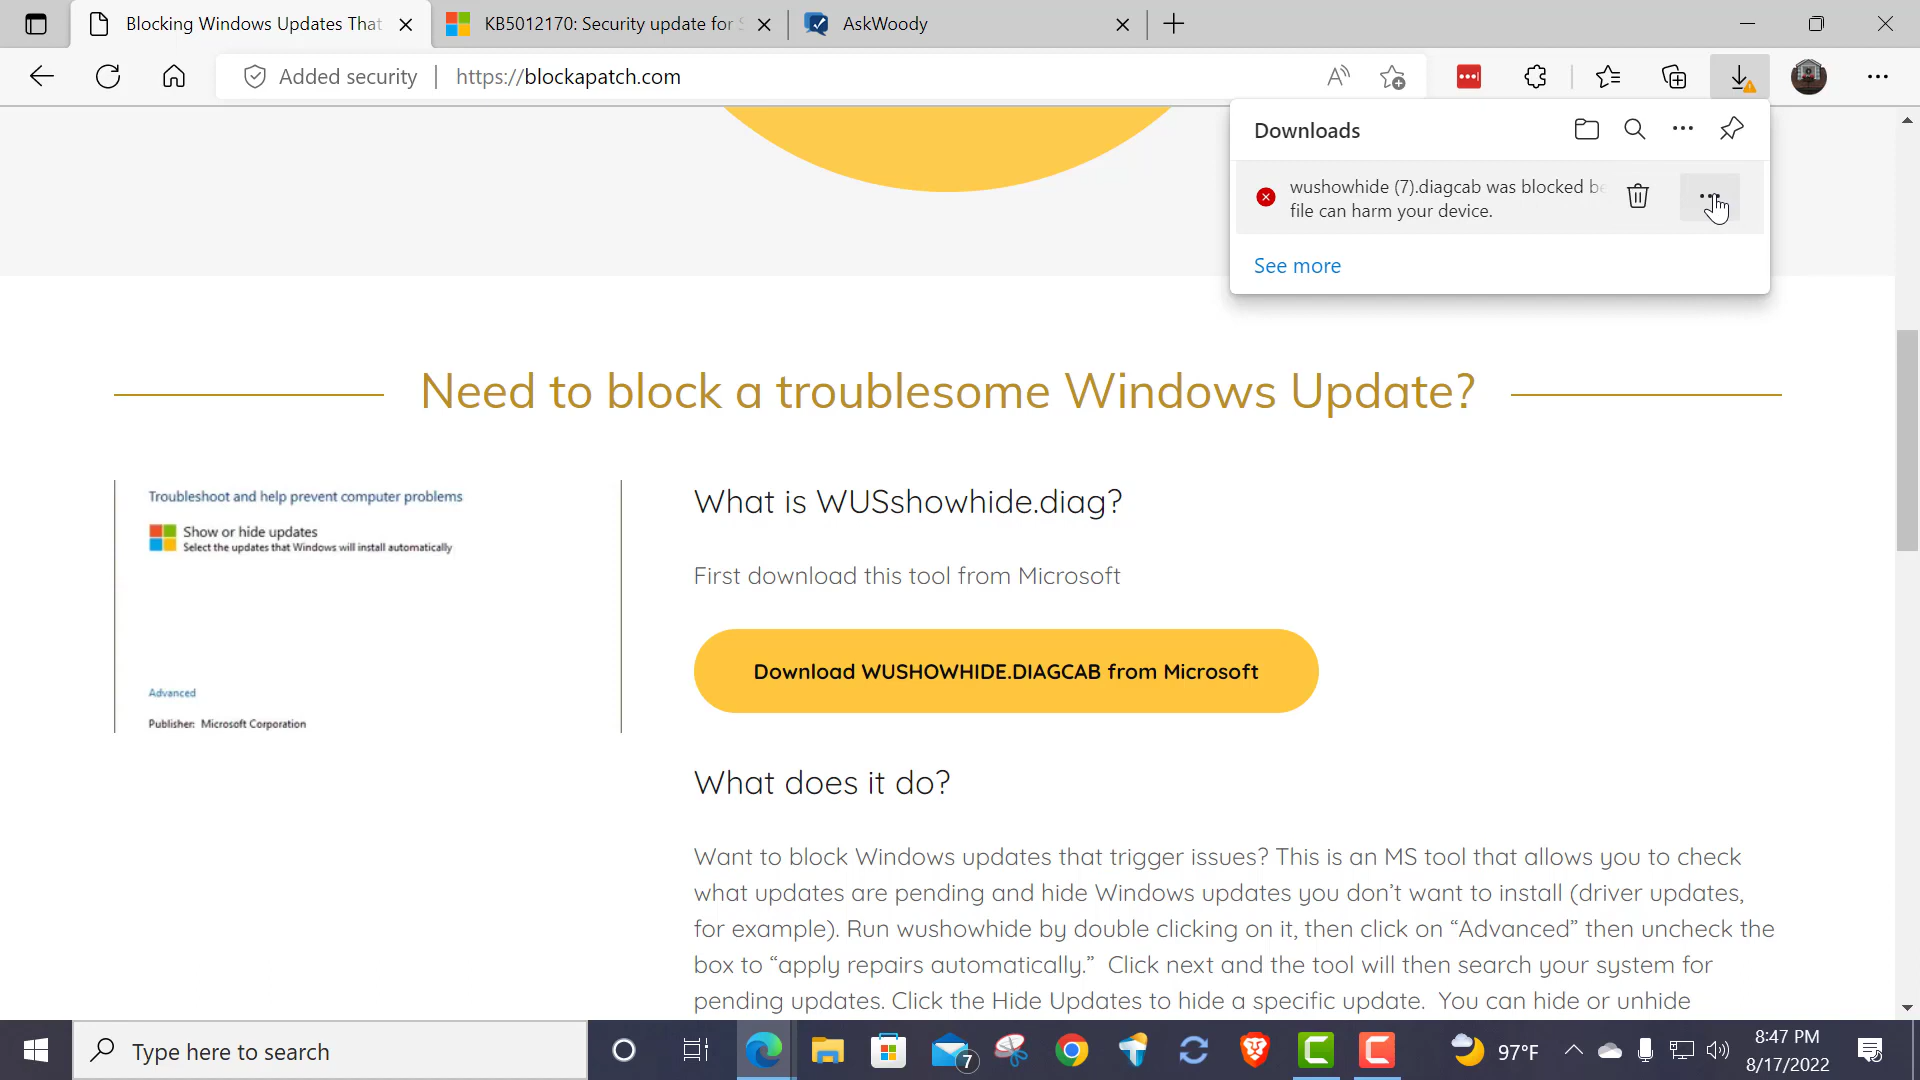 Blocking Windows Updates That
KB5012170: Security update for S
AskWoody
Added security
https://blockapatch.com
A
Downloads
wushowhide (7).diagcab was blocked be
file can harm your device.
See more
Need to block a troublesome Windows Update?
Troubleshoot and help prevent computer problems
Show or hide updates
Select the updates that Windows will install automatically
Advanced
Publisher: Microsoft Corporation
What is WUSshowhide.diag?
First download this tool from Microsoft
Download WUSHOWHIDE.DIAGCAB from Microsoft
What does it do?
Want to block Windows updates that trigger issues? This is an MS tool that allows you to check
what updates are pending and hide Windows updates you don’t want to install (driver updates,
for example). Run wushowhide by double clicking on it, then click on “Advanced” then uncheck the
box to “apply repairs automatically.” Click next and the tool will then search your system for
pending updates. Click the Hide Updates to hide a specific update. You can hide or unhide
Type here to search
7
97°F
8:47 PM
8/17/2022